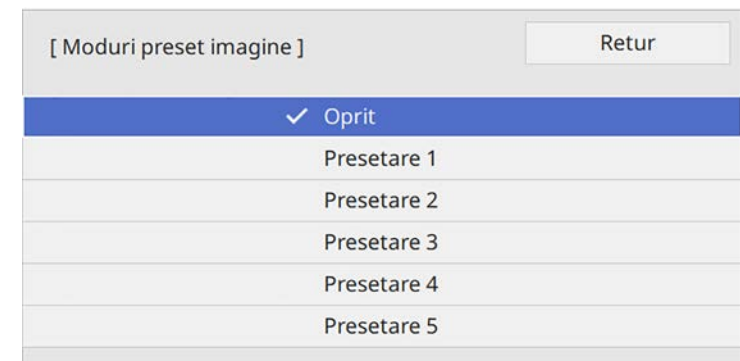 [ Moduri preset imagine ]
Retur
Oprit
Presetare 1
Presetare 2
Presetare 3
Presetare 4
Presetare 5